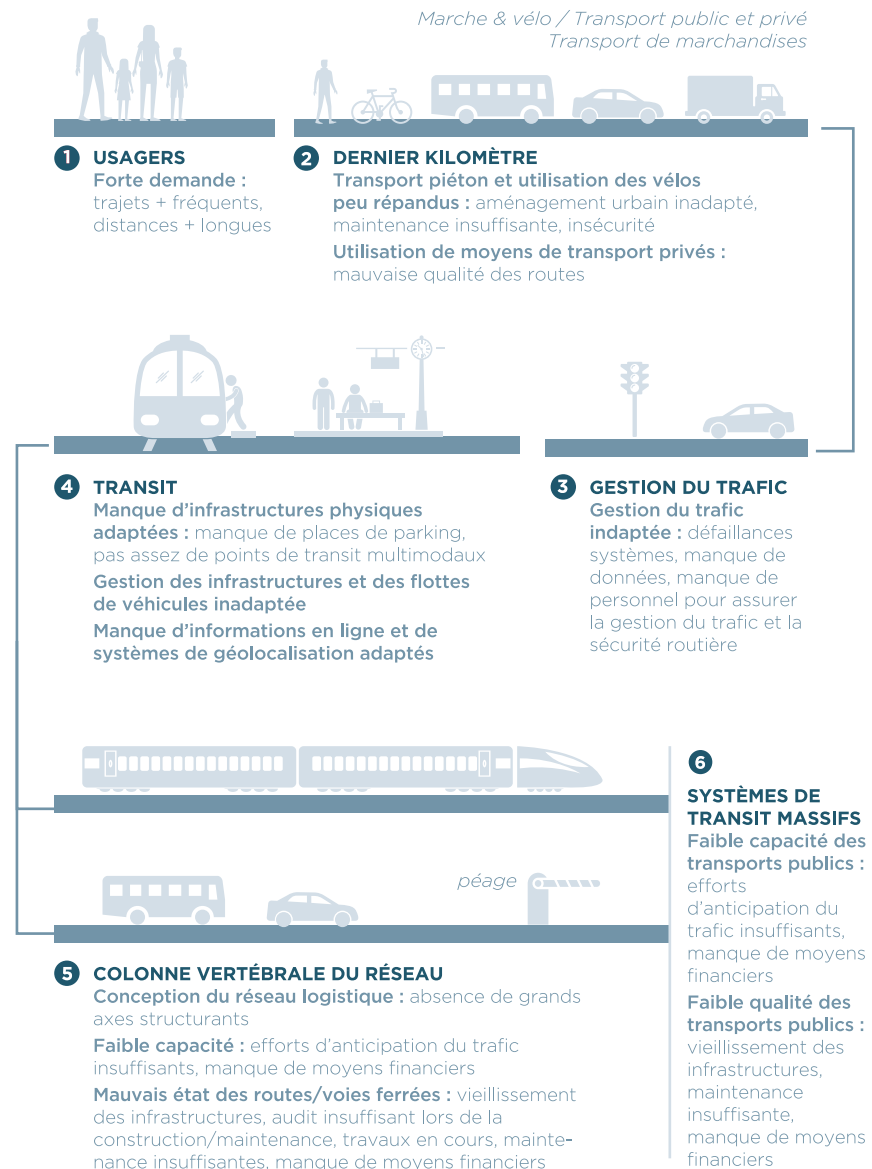 Marche & vélo / Transport public et privé
Transport de marchandises
1 USAGERS
Forte demande :
trajets + fréquents,
distances + longues
2 DERNIER KILOMÈTRE
Transport piéton et utilisation des vélos
peu répandus : aménagement urbain inadapté,
maintenance insuffisante, insécurité
Utilisation de moyens de transport privés :
mauvaise qualité des routes
4 TRANSIT
Manque d'infrastructures physiques
adaptées : manque de places de parking,
pas assez de points de transit multimodaux
Gestion des infrastructures et des flottes
de véhicules inadaptée
Manque d'informations en ligne et de
systèmes de géolocalisation adaptés
3 GESTION DU TRAFIC
Gestion du trafic
indaptée : défaillances
systèmes, manque de
données, manque de
personnel pour assurer
la gestion du trafic et la
sécurité routière
péage
5 COLONNE VERTÉBRALE DU RÉSEAU
Conception du réseau logistique : absence de grands
axes structurants
Faible capacité : efforts d'anticipation du trafic
insuffisants, manque de moyens financiers
Mauvais état des routes/voies ferrées : vieillissement
des infrastructures, audit insuffisant lors de la
construction/maintenance, travaux en cours, mainte-
nance insuffisantes, manque de moyens financiers
6
SYSTÈMES DE
TRANSIT MASSIFS
Faible capacité des
transports publics :
efforts
d'anticipation du
trafic insuffisants,
manque de moyens
financiers
Faible qualité des
transports publics :
vieillissement des
infrastructures,
maintenance
insuffisante,
manque de moyens
financiers